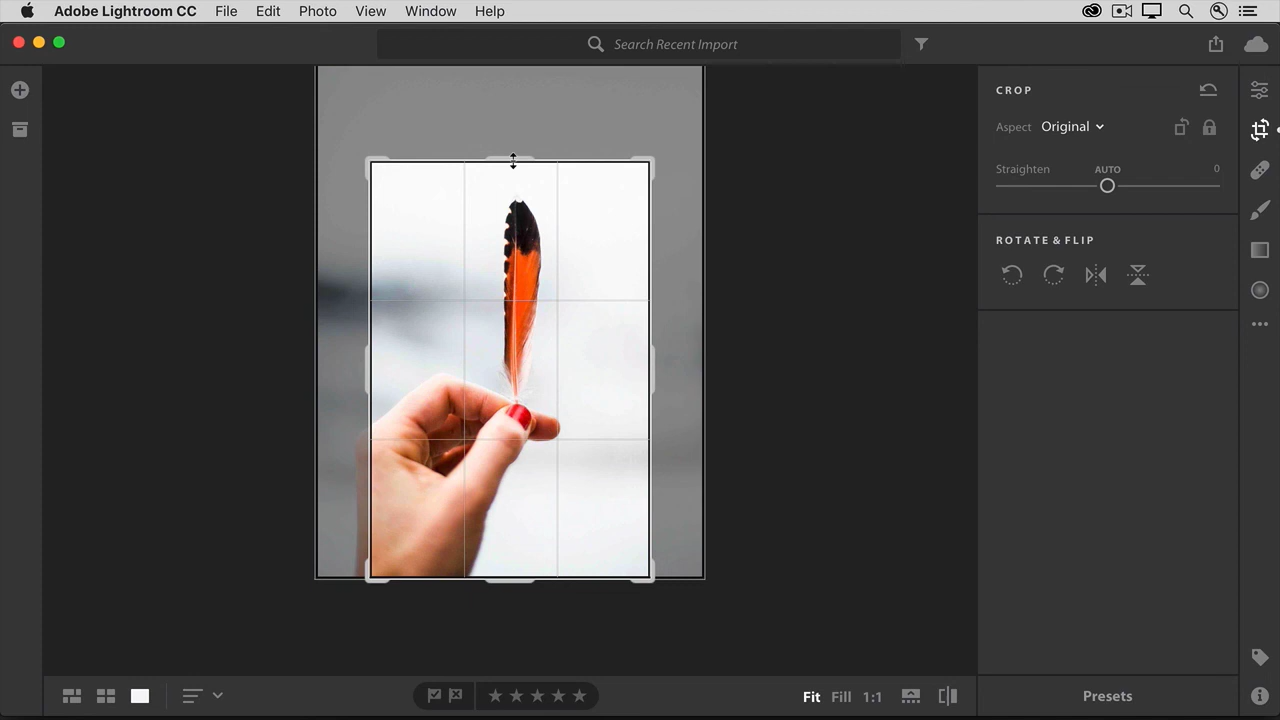 Adobe Lightroom CC File Edit Photo View Window Help
Search Recent Import
CROP
Aspect Original
Straighten AUTO 0
ROTATE & FLIP
Fit Fill 1:1
Presets